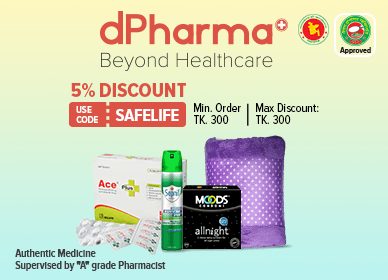 dPharma
Beyond Healthcare
Approved
5% DISCOUNT
USE CODE SAFELIFE
Min. Order TK. 300
Max Discount: TK. 300
Ace Plus
MOODS
CONDOMS
allnight
Authentic Medicine
Supervised by "A" grade Pharmacist